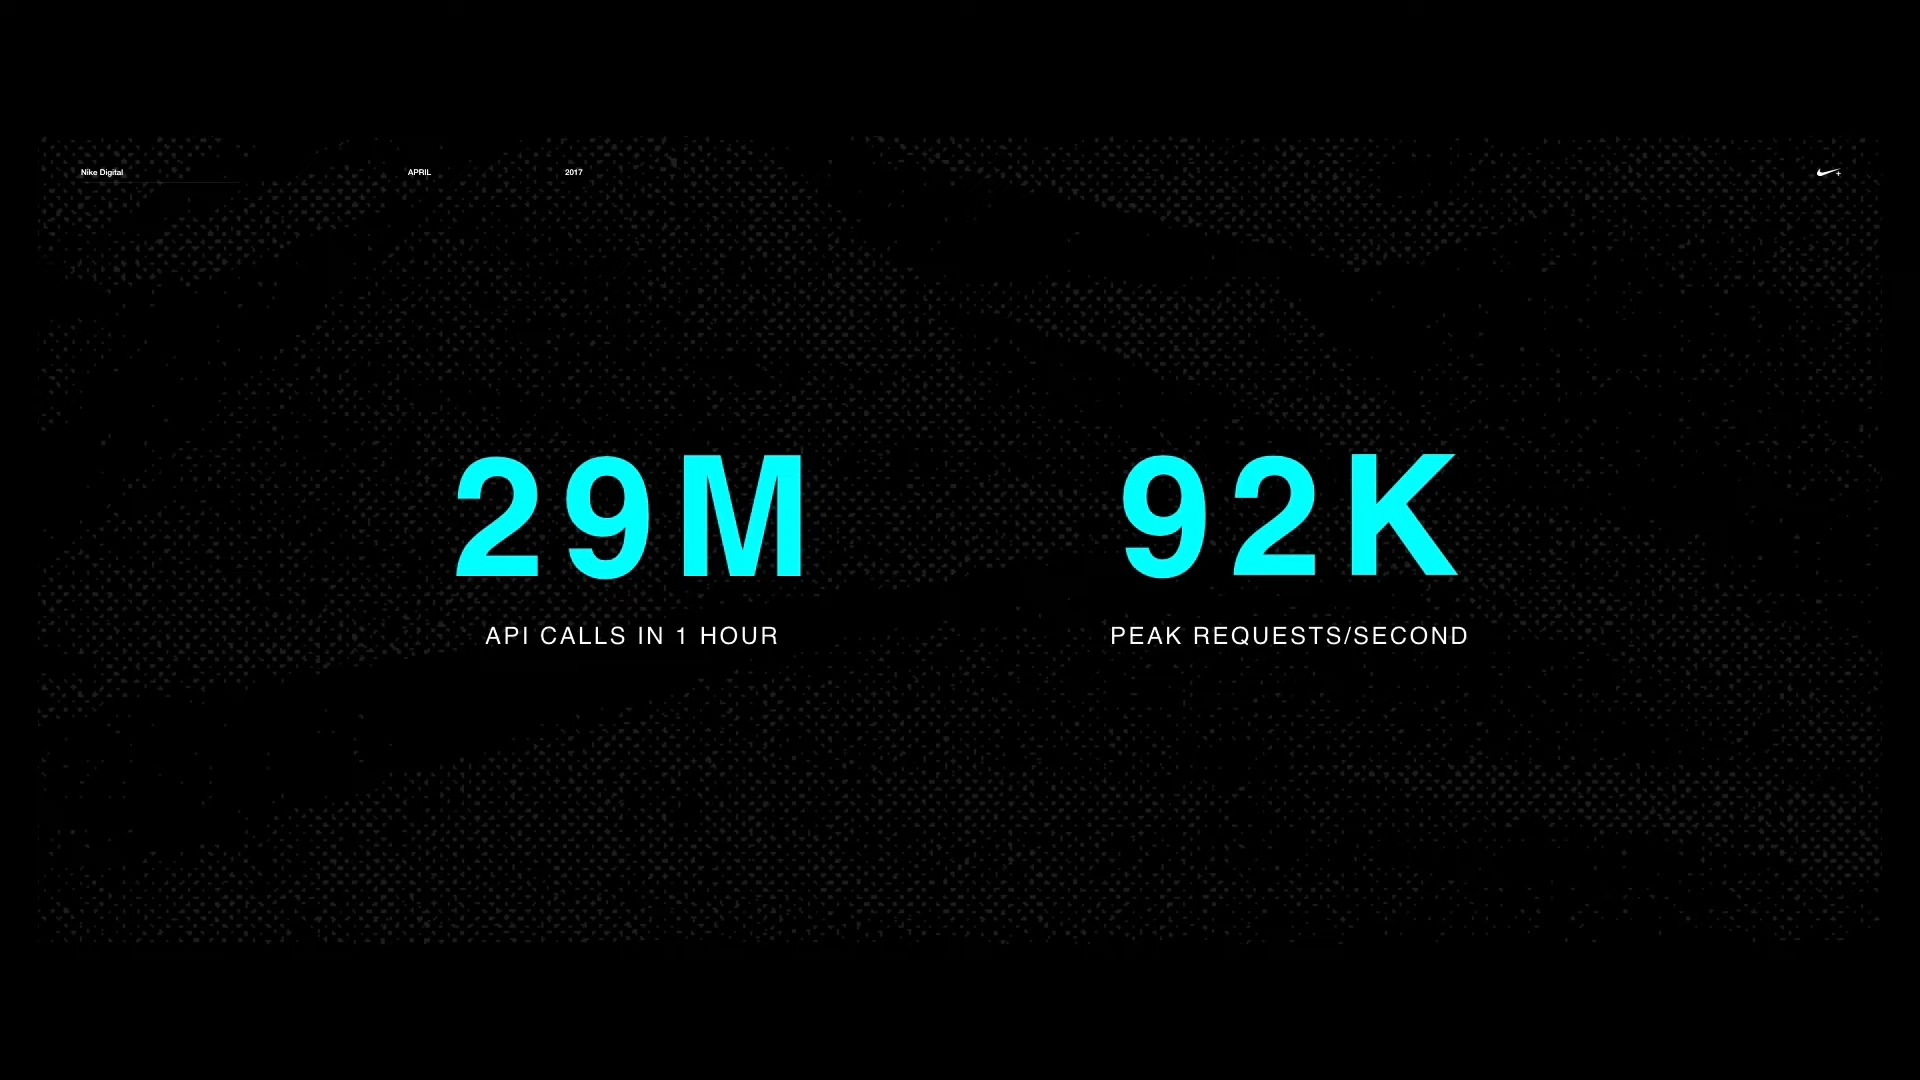 Nike Digital APRIL 2017
29M 92K
API CALLS IN 1 HOUR PEAK REQUESTS/SECOND